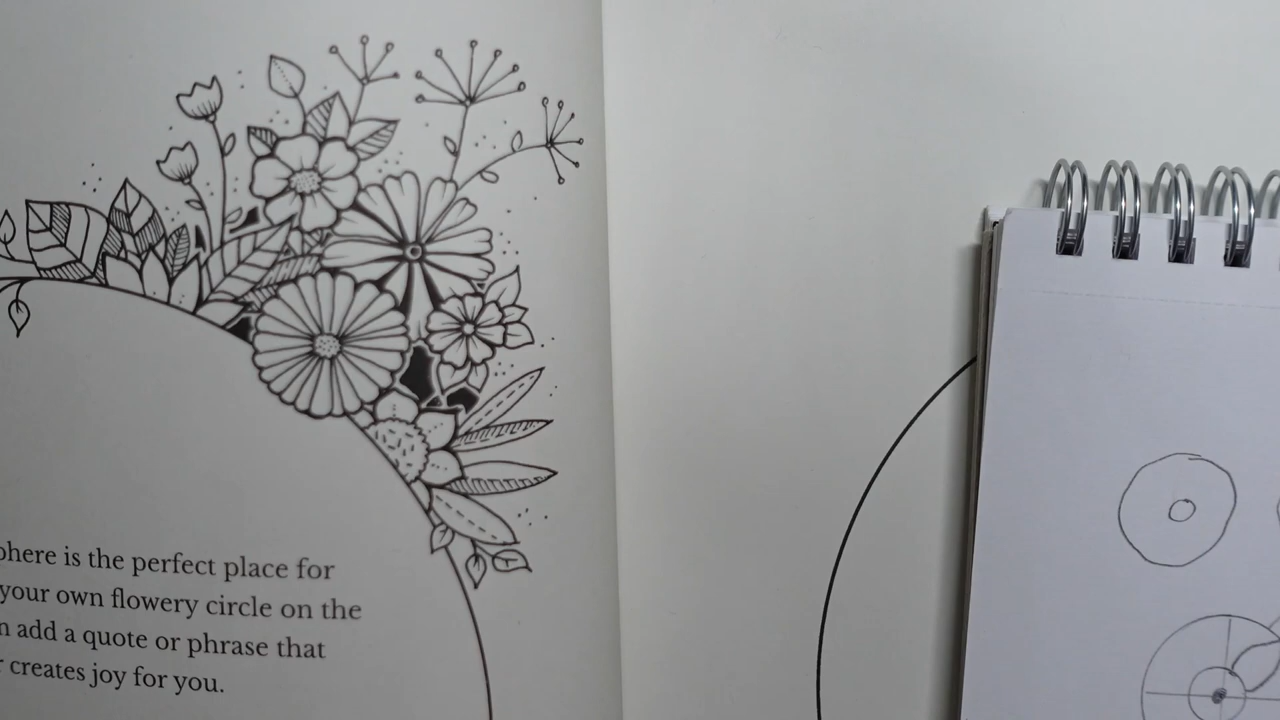 here is the perfect place for
your own flowery circle on the
add a quote or phrase that
creates joy for you.